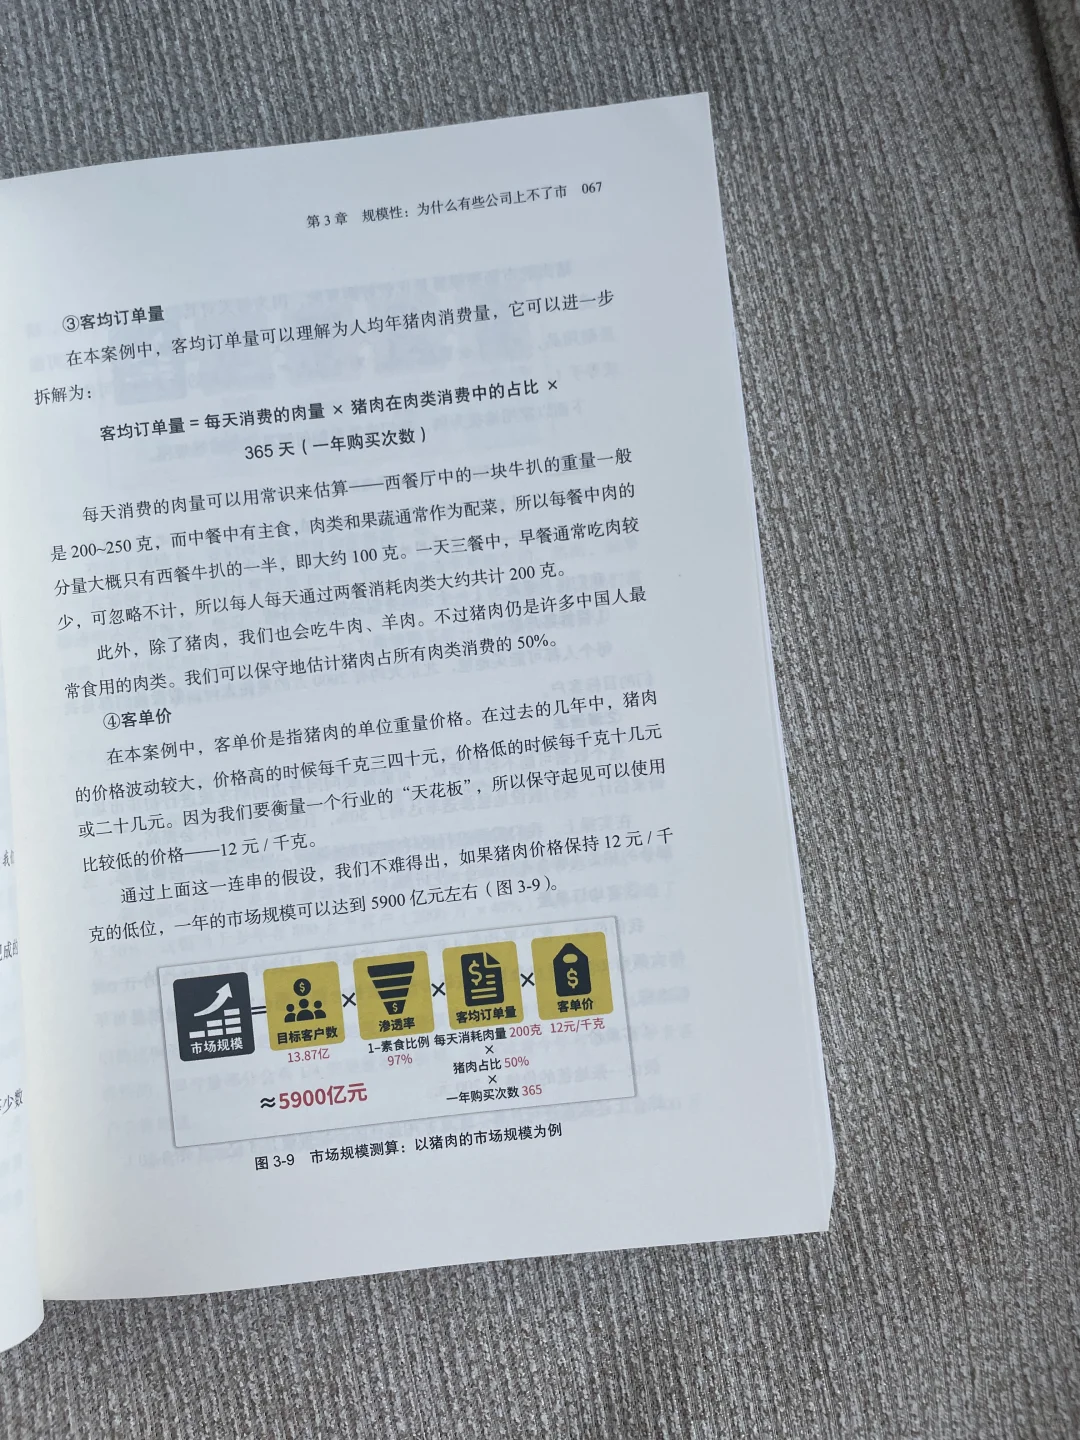 第 3 章 规模性：为什么有些公司上不了市 067
③客均订单量
在本案例中，客均订单量可以理解为人均年猪肉消费量，它可以进一步
拆解为：
客均订单量 = 每天消费的肉量 × 猪肉在肉类消费中的占比 ×
365 天 ( 一年购买次数 )
每天消费的肉量可以用常识来估算——西餐厅中的一块牛扒的重量一般
是 200~250 克，而中餐中有主食，肉类和果蔬通常作为配菜，所以每餐中肉的
分量大概只有西餐牛扒的一半，即大约 100 克。一天三餐中，早餐通常吃肉较
少，可忽略不计，所以每人每天通过两餐消耗肉类大约共计 200 克。
此外，除了猪肉，我们也会吃牛肉、羊肉。不过猪肉仍是许多中国人最
常食用的肉类。我们可以保守地估计猪肉占所有肉类消费的 50%。
④客单价
在本案例中，客单价是指猪肉的单位重量价格。在过去的几年中，猪肉
的价格波动较大，价格高的时候每千克三四十元，价格低的时候每千克十几元
或二十几元。因为我们要衡量一个行业的“天花板”，所以保守起见可以使用
比较低的价格——12 元 / 千克。
通过上面这一连串的假设，我们不难得出，如果猪肉价格保持 12 元 / 千
克的低位，一年的市场规模可以达到 5900 亿元左右 ( 图 3-9 )。
市场规模 = 目标客户数 × 渗透率 × 客均订单量 × 客单价
13.87亿 1-素食比例 每天消耗肉量 200克 12元/千克
97% ×
猪肉占比 50%
×
≈5900亿元 一年购买次数 365
图 3-9 市场规模测算：以猪肉的市场规模为例
成的
少数